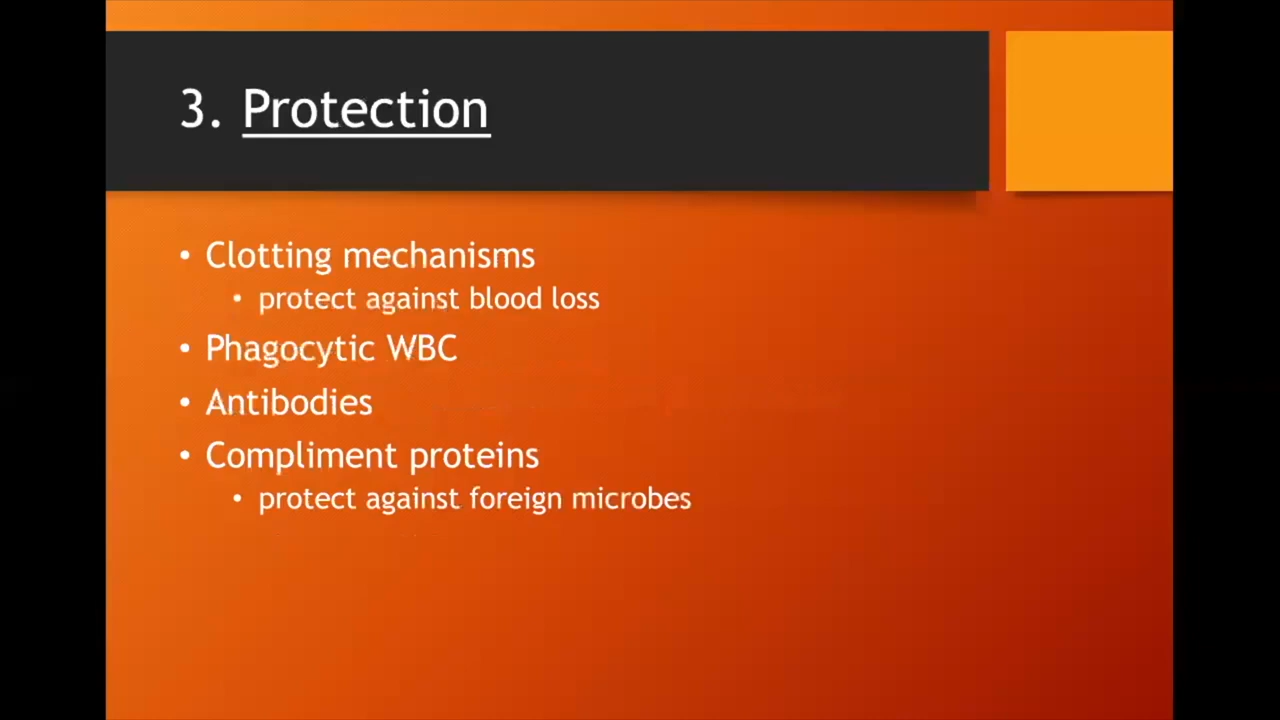 3. Protection
• Clotting mechanisms
• protect against blood loss
• Phagocytic WBC
• Antibodies
• Compliment proteins
• protect against foreign microbes